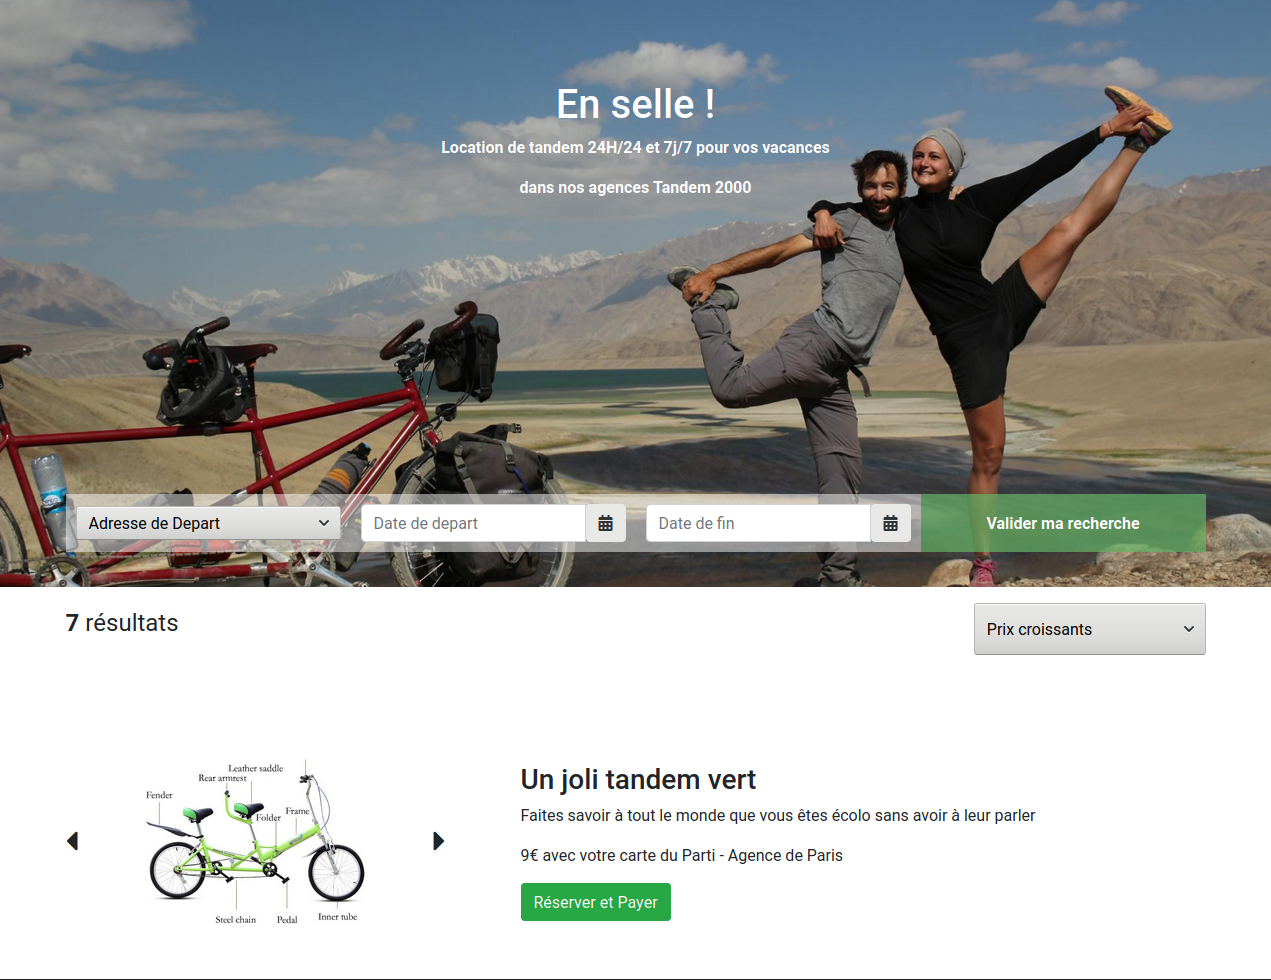 En selle !
Location de tandem 24H/24 et 7j/7 pour vos vacances
dans nos agences Tandem 2000
Adresse de Depart
Date de depart
Date de fin
Valider ma recherche
7 résultats
Prix croissants
Leather saddle
Rear armrest
Fender
Frame
Folder
Steel chain
Pedal
Inner tube
Un joli tandem vert
Faites savoir à tout le monde que vous êtes écolo sans avoir à leur parler
9€ avec votre carte du Parti - Agence de Paris
Réserver et Payer